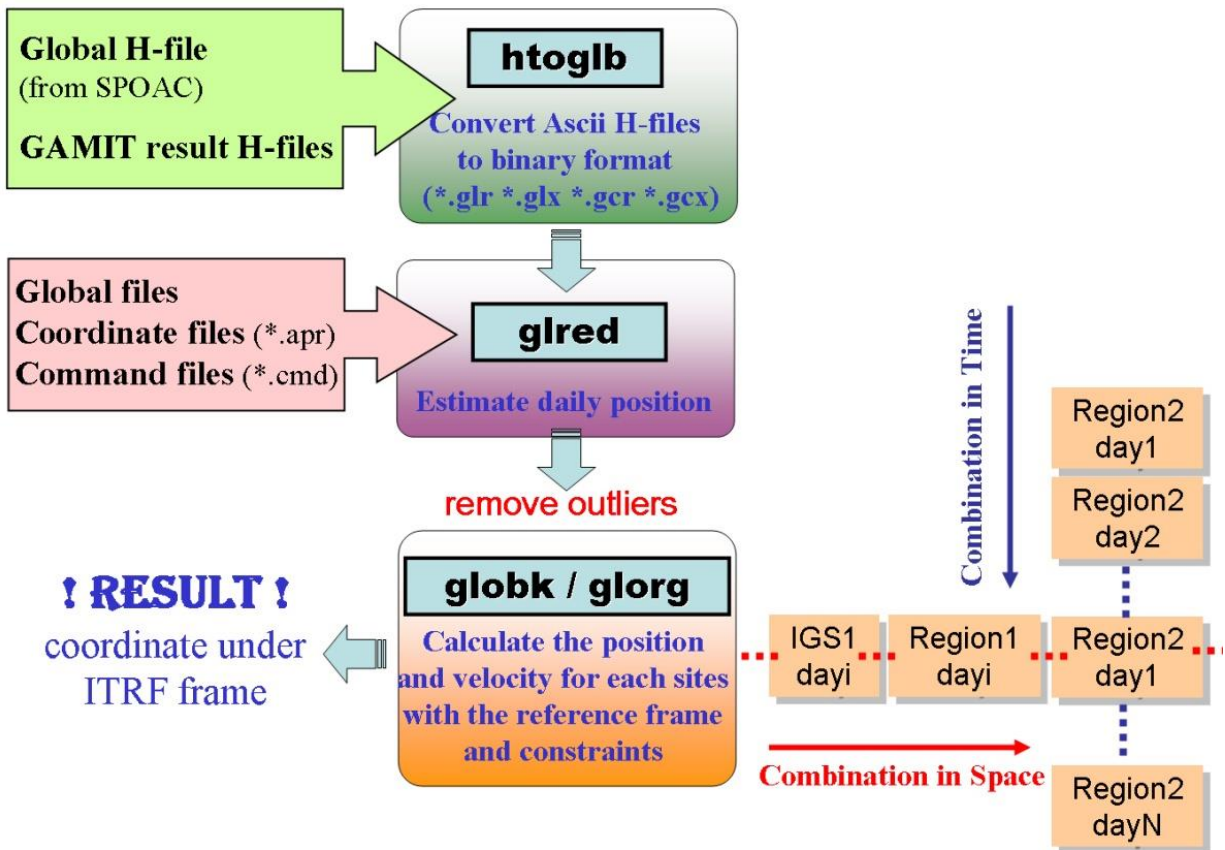 Global H-file
(from SPOAC)
GAMIT result H-files
htoglb
Convert Ascii H-files
to binary format
(*.glr *.glx *.gcr *.gcx)
Global files
Coordinate files (*.apr)
Command files (*.cmd)
glred
Estimate daily position
remove outliers
globk / glorg
Calculate the position
and velocity for each sites
with the reference frame
and constraints
! RESULT !
coordinate under
ITRF frame
Combination in Time
Region2
day1
Region2
day2
IGS1
dayi
Region1
dayi
Region2
day1
Combination in Space
Region2
dayN